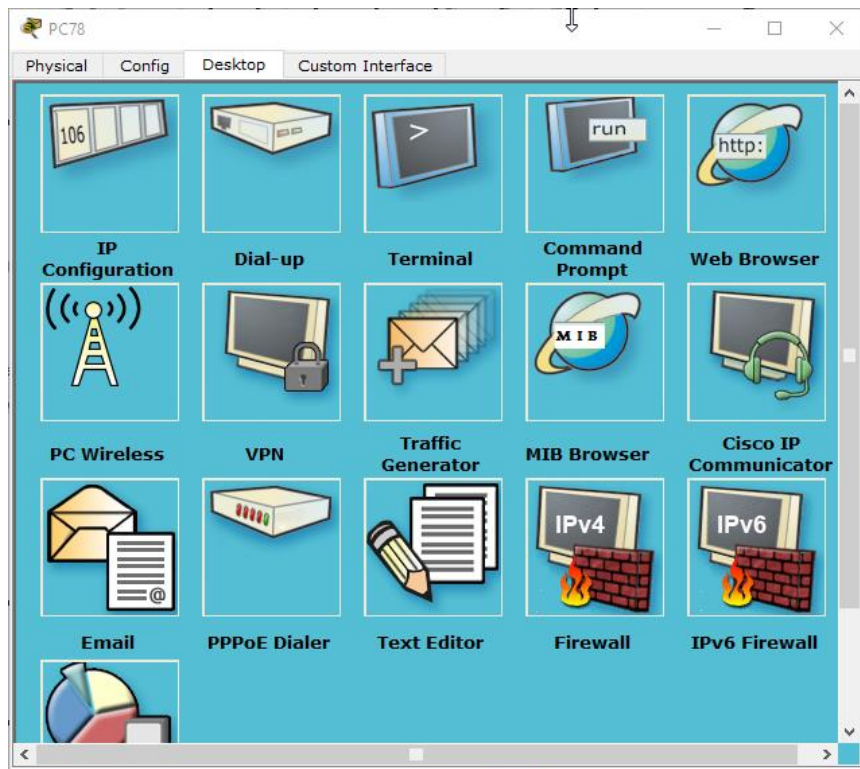 PC78
Physical Config Desktop Custom Interface
106
>
run
http:
IP
Configuration
Dial-up
Terminal
Command
Prompt
Web Browser
MIB
PC Wireless
VPN
Traffic
Generator
MIB Browser
Cisco IP
Communicator
@
IPv4
IPv6
Email
PPPoE Dialer
Text Editor
Firewall
IPv6 Firewall